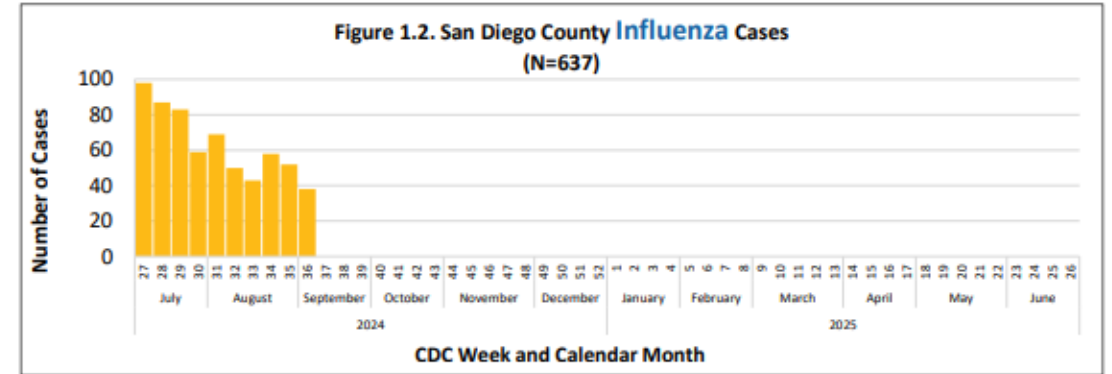 Figure 1.2. San Diego County Influenza Cases
(N=637)
Number of Cases
100
80
60
40
20
0
27 28 29 30 31 32 33 34 35 36 37 38 39 40 41 42 43 44 45 46 47 48 49 50 51 52 1 2 3 4 5 6 7 8 9 10 11 12 13 14 15 16 17 18 19 20 21 22 23 24 25 26
July August September October November December January February March April May June
2024 2025
CDC Week and Calendar Month